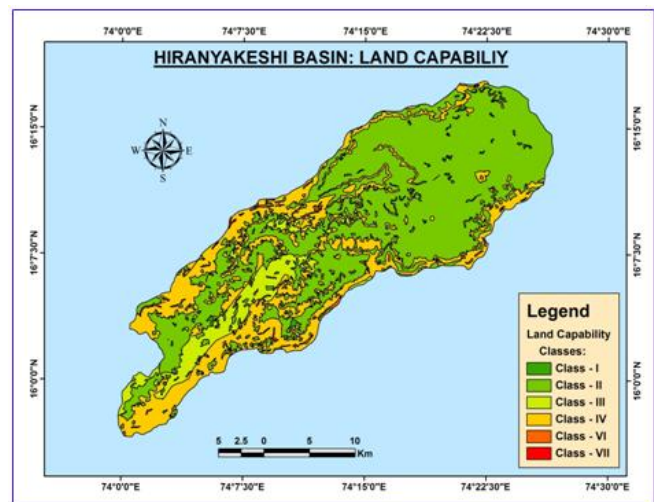 74°0'0"E 74°7'30"E 74°15'0"E 74°22'30"E 74°30'0"E
HIRANYAKESHI BASIN: LAND CAPABILIY
16°15'0"N 16°15'0"N
N
W E
S
16°7'30"N 16°7'30"N
Legend
Land Capability
Classes:
Class - I
Class - II
Class - III
Class - IV
Class - VI
Class - VII
16°0'0"N 16°0'0"N
5 2.5 0 5 10
Km
74°0'0"E 74°7'30"E 74°15'0"E 74°22'30"E 74°30'0"E